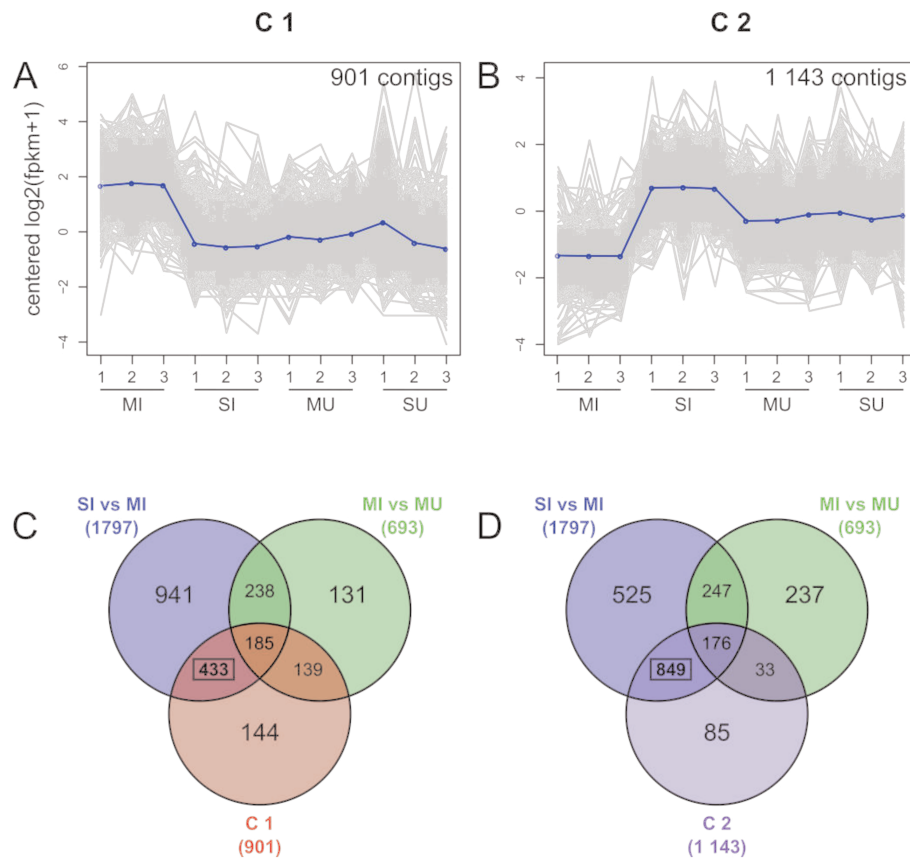 C 1
C 2
A
901 contigs
centered log2(fpkm+1)
6
4
2
0
−2
−4
1 2 3 1 2 3 1 2 3 1 2 3
MI SI MU SU
B
1 143 contigs
4
2
0
−2
−4
1 2 3 1 2 3 1 2 3 1 2 3
MI SI MU SU
C
SI vs MI
(1797)
MI vs MU
(693)
941
238
131
185
433
139
144
C 1
(901)
D
SI vs MI
(1797)
MI vs MU
(693)
525
247
237
176
849
33
85
C 2
(1 143)